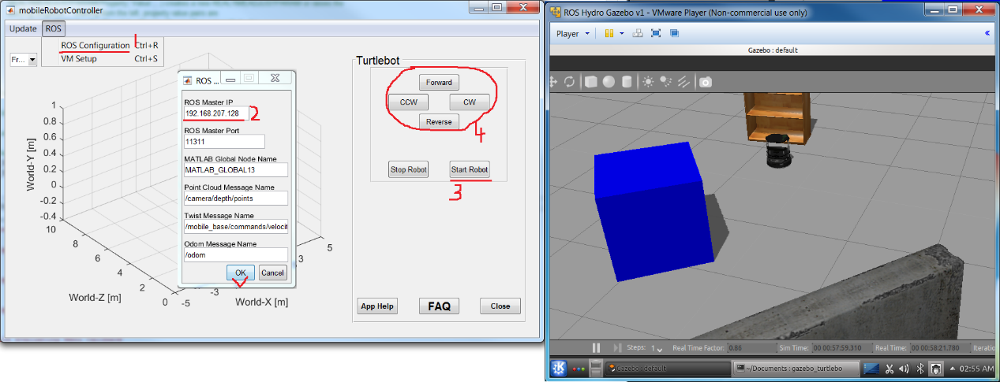 mobileRobotController
Update ROS
1
ROS Configuration Ctrl+R
VM Setup Ctrl+S
Fr...
1
0.8
0.6
0.4
0.2
0
-0.2
-0.4
World-Y [m]
10
8
6
4
2
0
World-Z [m]
-5
-3
3
5
World-X [m]
ROS ...
ROS Master IP
192.168.207.128 2
ROS Master Port
11311
MATLAB Global Node Name
MATLAB_GLOBAL13
Point Cloud Message Name
/camera/depth/points
Twist Message Name
/mobile_base/commands/velocit
Odom Message Name
/odom
OK Cancel
Turtlebot
Forward
CCW CW
Reverse
4
Stop Robot Start Robot
3
App Help FAQ Close
ROS Hydro Gazebo v1 - VMware Player (Non-commercial use only)
Player
«
Gazebo : default
Steps: 1 Real Time Factor: 0.86 Sim Time: 00 00:57:59.310 Real Time: 00 00:58:21.780 Iteratio
Gazebo : default ~/Documents : gazebo_turtlebo 02:55 AM